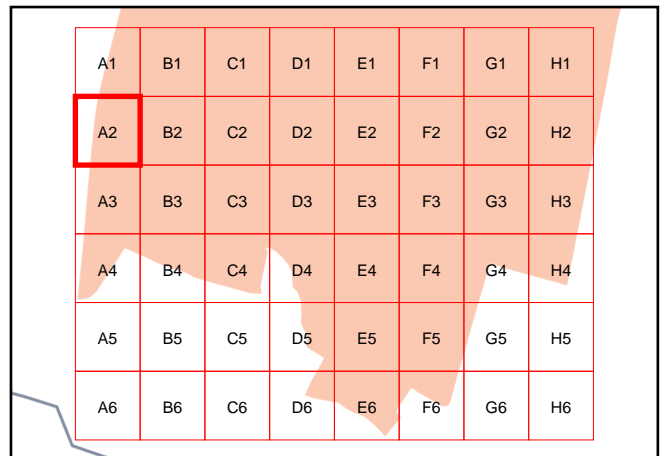 A1 B1 C1 D1 E1 F1 G1 H1
A2 B2 C2 D2 E2 F2 G2 H2
A3 B3 C3 D3 E3 F3 G3 H3
A4 B4 C4 D4 E4 F4 G4 H4
A5 B5 C5 D5 E5 F5 G5 H5
A6 B6 C6 D6 E6 F6 G6 H6